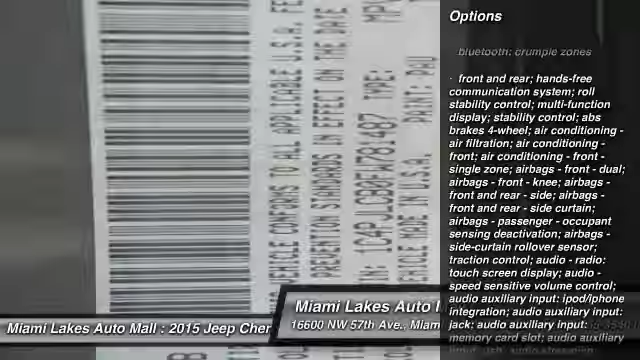 Options
bluetooth; crumple zones
· front and rear; hands-free
communication system; roll
stability control; multi-function
display; stability control; abs
brakes 4-wheel; air conditioning -
air filtration; air conditioning -
front; air conditioning - front -
single zone; airbags - front - dual;
airbags - front - knee; airbags -
front and rear - side; airbags -
front and rear - side curtain;
airbags - passenger - occupant
sensing deactivation; airbags -
side-curtain rollover sensor;
traction control; audio - radio:
touch screen display; audio -
speed sensitive volume control;
audio auxiliary input: ipod/iphone
integration; audio auxiliary input:
jack; audio auxiliary input:
memory card slot; audio auxiliary
VEHICLE CONFORMS TO ALL APPLICABLE U.S.A. FE
PREVENTION STANDARDS IN EFFECT ON THE DATE
TYPE: MP
VEHICLE MADE IN U.S.A. PAINT: PAU
Miami Lakes Auto
16600 NW 57th Ave., Miami
Miami Lakes Auto Mall : 2015 Jeep Cher